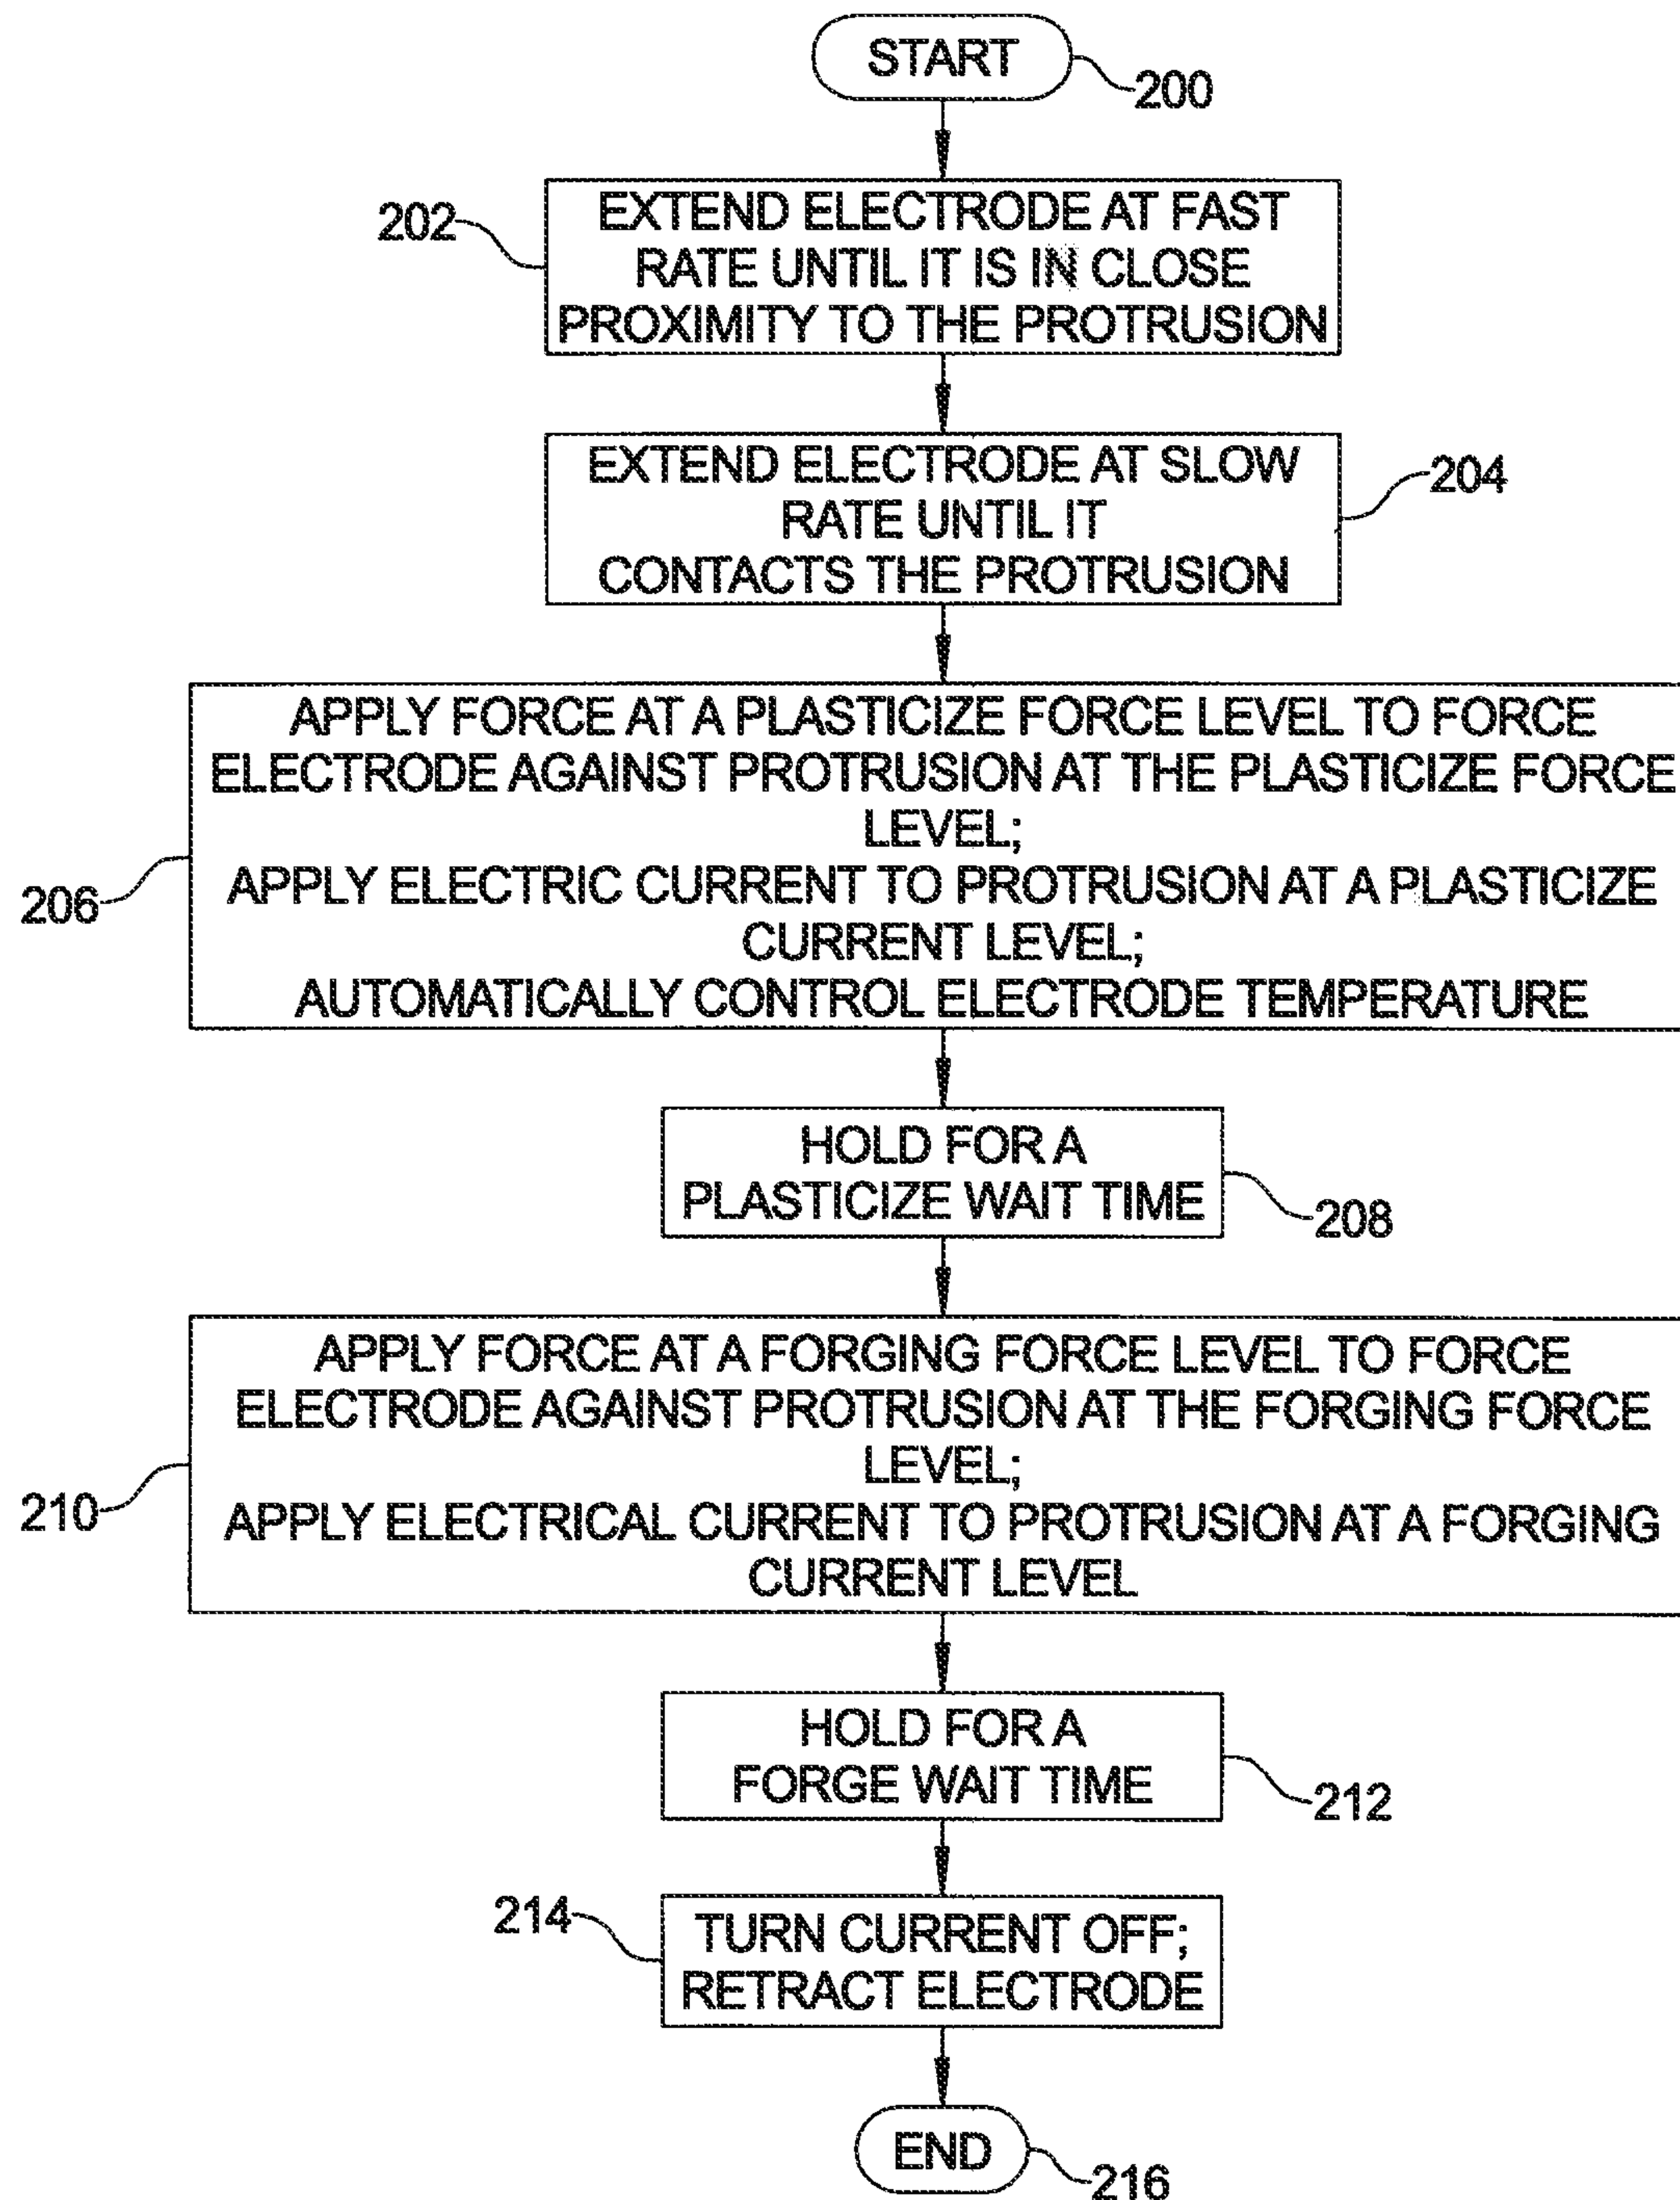 START
200
202
EXTEND ELECTRODE AT FAST
RATE UNTIL IT IS IN CLOSE
PROXIMITY TO THE PROTRUSION
EXTEND ELECTRODE AT SLOW
RATE UNTIL IT
CONTACTS THE PROTRUSION
204
APPLY FORCE AT A PLASTICIZE FORCE LEVEL TO FORCE
ELECTRODE AGAINST PROTRUSION AT THE PLASTICIZE FORCE
LEVEL;
APPLY ELECTRIC CURRENT TO PROTRUSION AT A PLASTICIZE
CURRENT LEVEL;
AUTOMATICALLY CONTROL ELECTRODE TEMPERATURE
206
HOLD FOR A
PLASTICIZE WAIT TIME
208
APPLY FORCE AT A FORGING FORCE LEVEL TO FORCE
ELECTRODE AGAINST PROTRUSION AT THE FORGING FORCE
LEVEL;
APPLY ELECTRICAL CURRENT TO PROTRUSION AT A FORGING
CURRENT LEVEL
210
HOLD FOR A
FORGE WAIT TIME
212
214
TURN CURRENT OFF;
RETRACT ELECTRODE
END
216